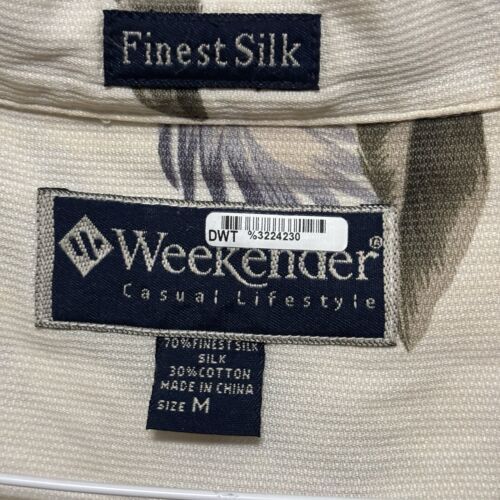 Finest Silk
DWT %3224230
Weekender®
Casual Lifestyle
70% FINEST SILK
SILK
30% COTTON
MADE IN CHINA
SIZE M